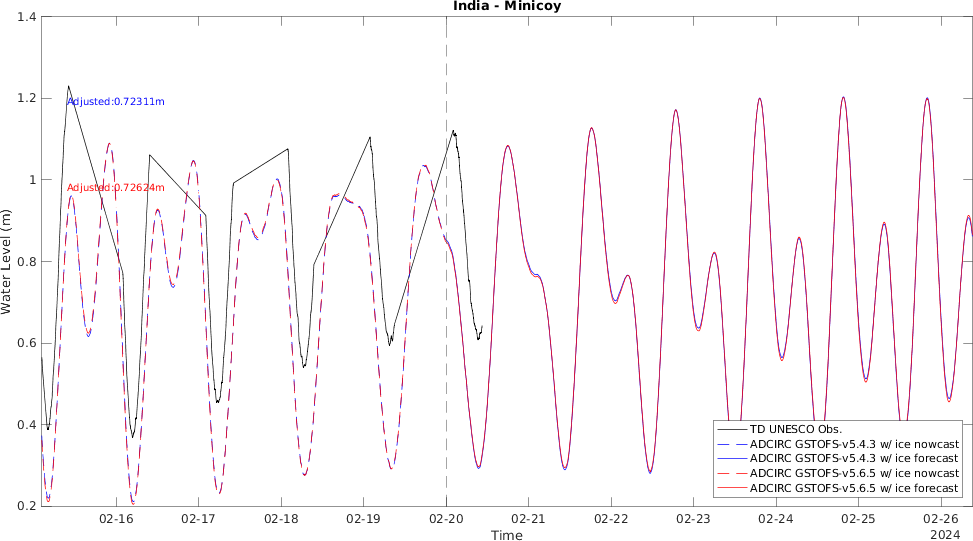 India - Minicoy
1.4
1.2
1
0.8
0.6
0.4
0.2
Water Level (m)
Adjusted:0.72311m
Adjusted:0.72624m
TD UNESCO Obs.
ADCIRC GSTOFS-v5.4.3 w/ ice nowcast
ADCIRC GSTOFS-v5.4.3 w/ ice forecast
ADCIRC GSTOFS-v5.6.5 w/ ice nowcast
ADCIRC GSTOFS-v5.6.5 w/ ice forecast
02-16 02-17 02-18 02-19 02-20 02-21 02-22 02-23 02-24 02-25 02-26
Time
2024